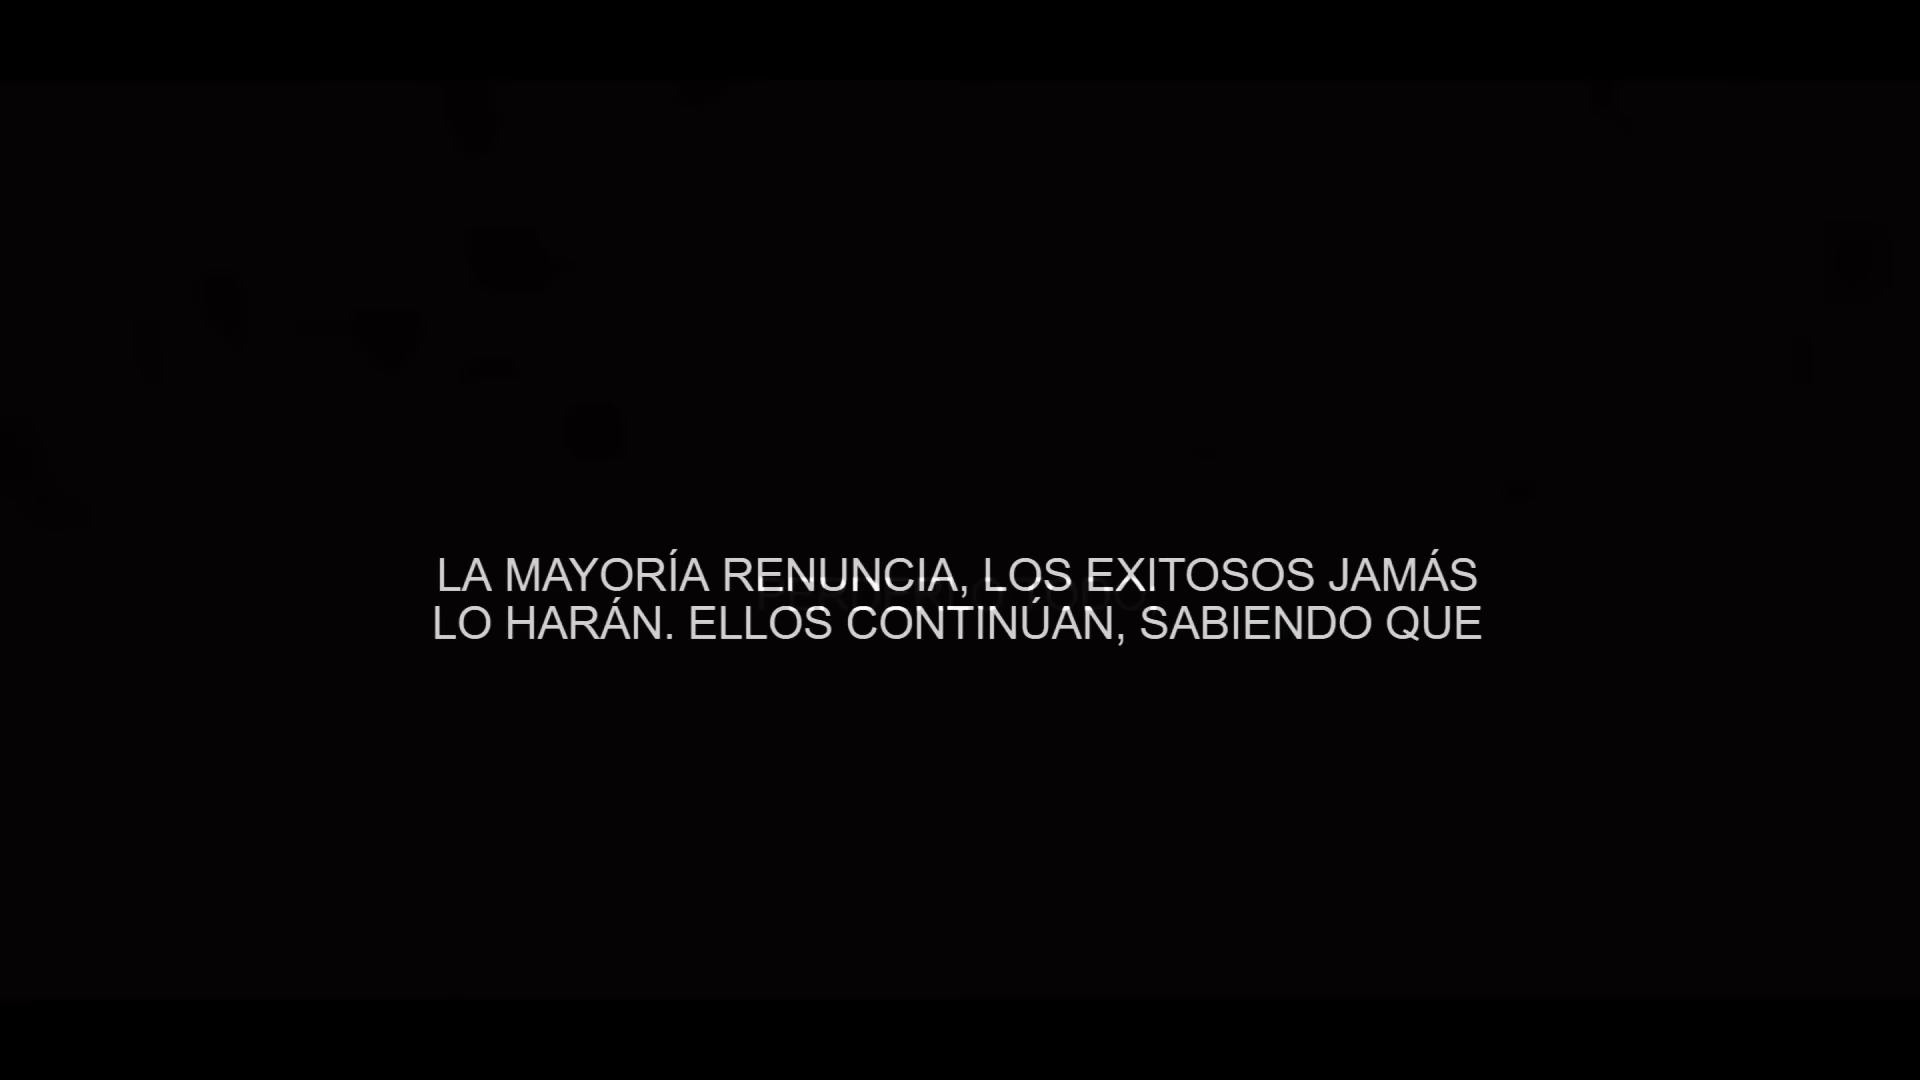 LA MAYORÍA RENUNCIA, LOS EXITOSOS JAMÁS
LO HARÁN. ELLOS CONTINÚAN, SABIENDO QUE